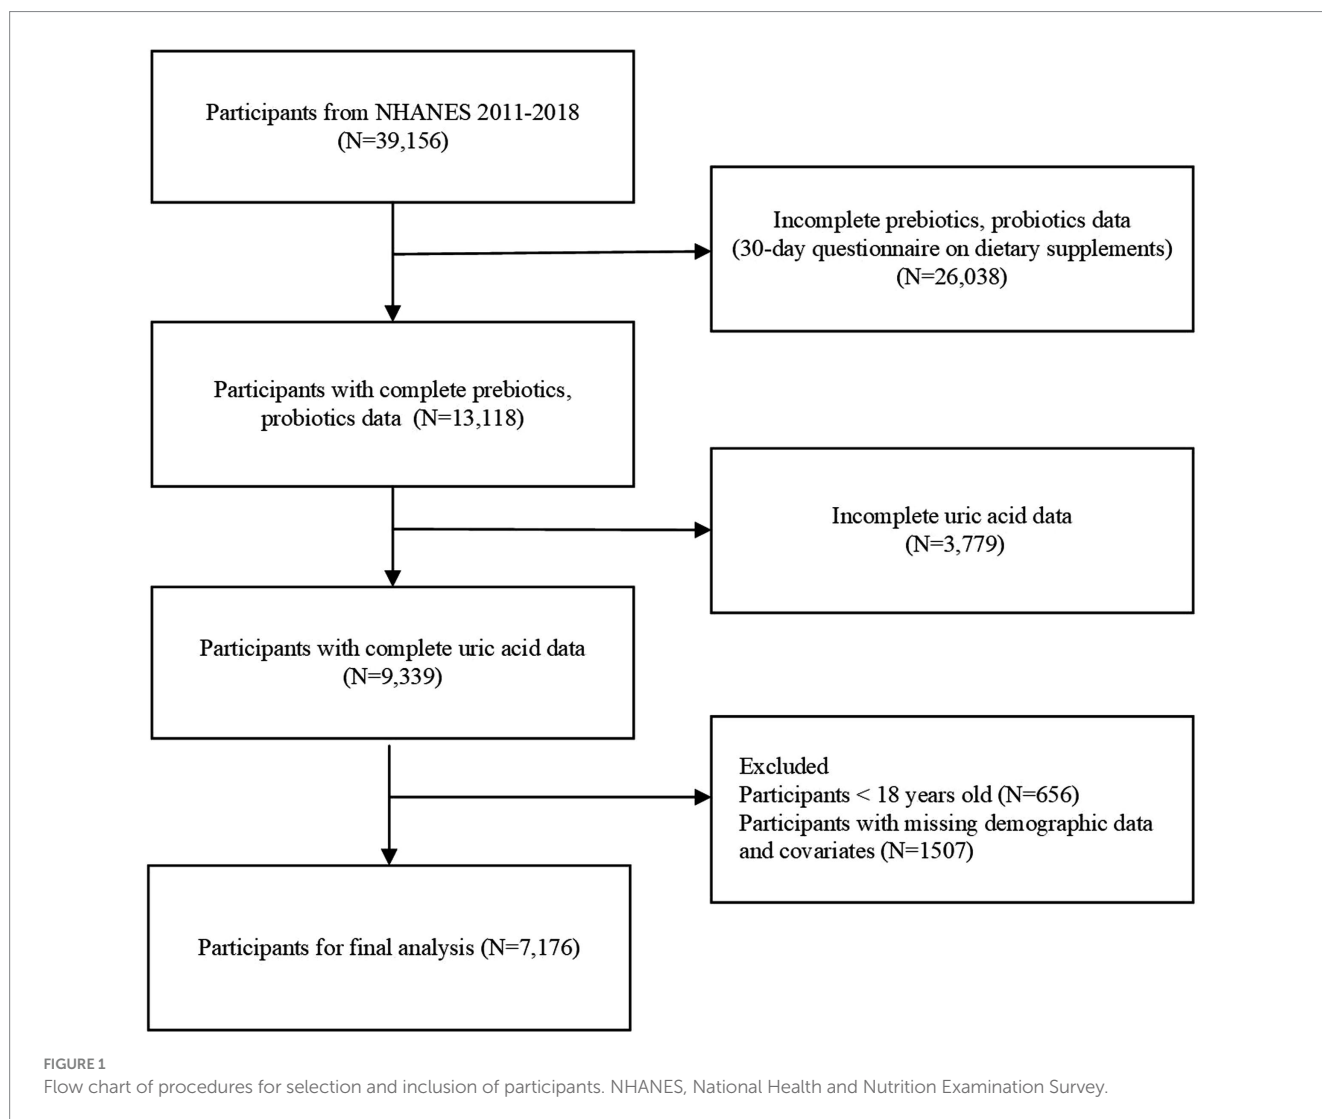 Participants from NHANES 2011-2018
(N=39,156)
Incomplete prebiotics, probiotics data
(30-day questionnaire on dietary supplements)
(N=26,038)
Participants with complete prebiotics,
probiotics data (N=13,118)
Incomplete uric acid data
(N=3,779)
Participants with complete uric acid data
(N=9,339)
Excluded
Participants < 18 years old (N=656)
Participants with missing demographic data
and covariates (N=1507)
Participants for final analysis (N=7,176)
FIGURE 1
Flow chart of procedures for selection and inclusion of participants. NHANES, National Health and Nutrition Examination Survey.